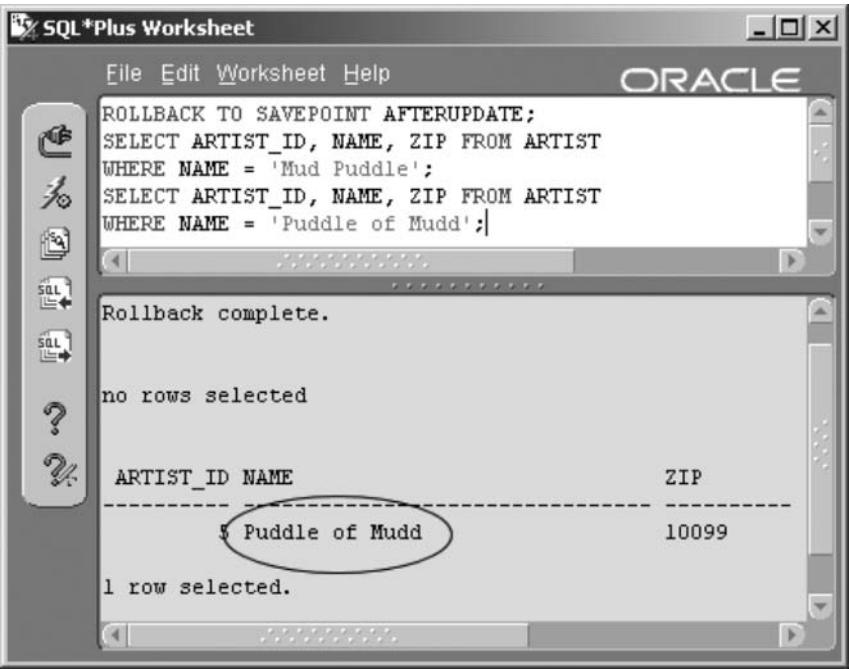 SQL*Plus Worksheet
File Edit Worksheet Help
ORACLE
ROLLBACK TO SAVEPOINT AFTERUPDATE;
SELECT ARTIST_ID, NAME, ZIP FROM ARTIST
WHERE NAME = 'Mud Puddle';
SELECT ARTIST_ID, NAME, ZIP FROM ARTIST
WHERE NAME = 'Puddle of Mudd';
SQL
SQL
Rollback complete.
no rows selected
ARTIST_ID NAME ZIP
---------- ---------------------------------------- ----------
5 Puddle of Mudd 10099
1 row selected.